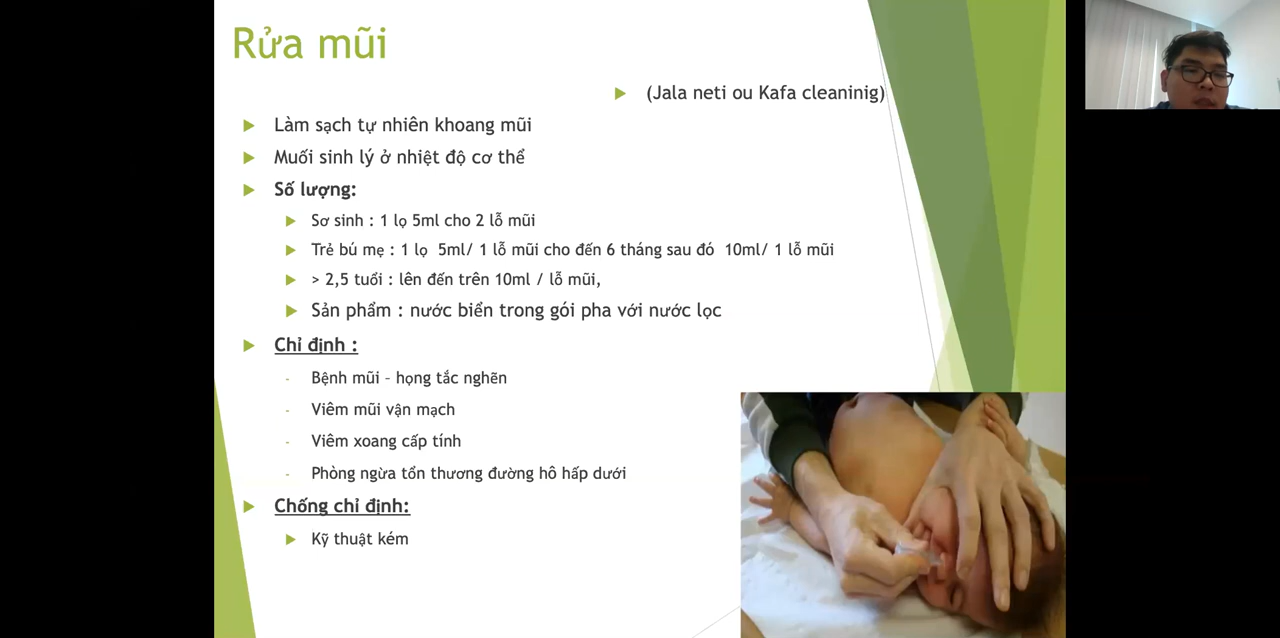 Rửa mũi
(Jala neti ou Kafa cleaninig)
Làm sạch tự nhiên khoang mũi
Muối sinh lý ở nhiệt độ cơ thể
Số lượng:
Sơ sinh : 1 lọ 5ml cho 2 lỗ mũi
Trẻ bú mẹ : 1 lọ 5ml/ 1 lỗ mũi cho đến 6 tháng sau đó 10ml/ 1 lỗ mũi
> 2,5 tuổi : lên đến trên 10ml / lỗ mũi,
Sản phẩm : nước biển trong gói pha với nước lọc
Chỉ định :
- Bệnh mũi – họng tắc nghẽn
- Viêm mũi vận mạch
- Viêm xoang cấp tính
- Phòng ngừa tổn thương đường hô hấp dưới
Chống chỉ định:
Kỹ thuật kém